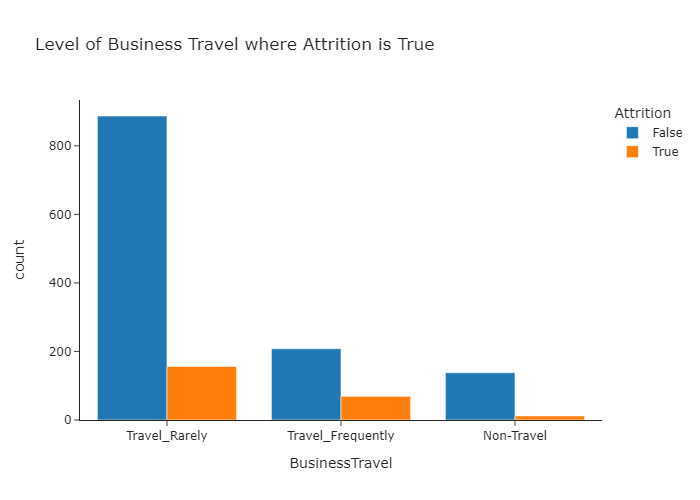 Level of Business Travel where Attrition is True
Attrition
False
True
800
600
400
200
0
count
Travel_Rarely
Travel_Frequently
Non-Travel
BusinessTravel